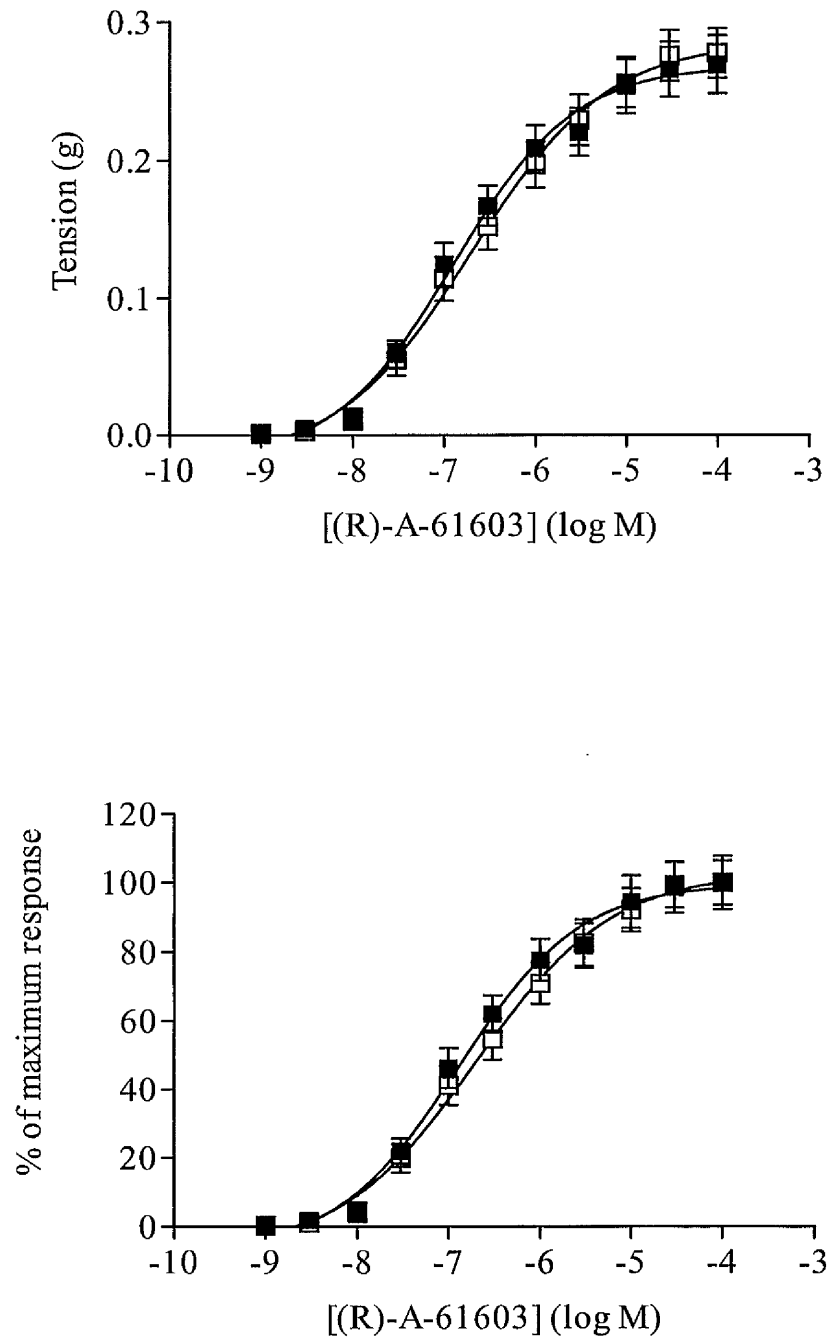 0.3
0.2
0.1
0.0
Tension (g)
-10 -9 -8 -7 -6 -5 -4 -3
[(R)-A-61603] (log M)
120
100
80
60
40
20
0
% of maximum response
-10 -9 -8 -7 -6 -5 -4 -3
[(R)-A-61603] (log M)